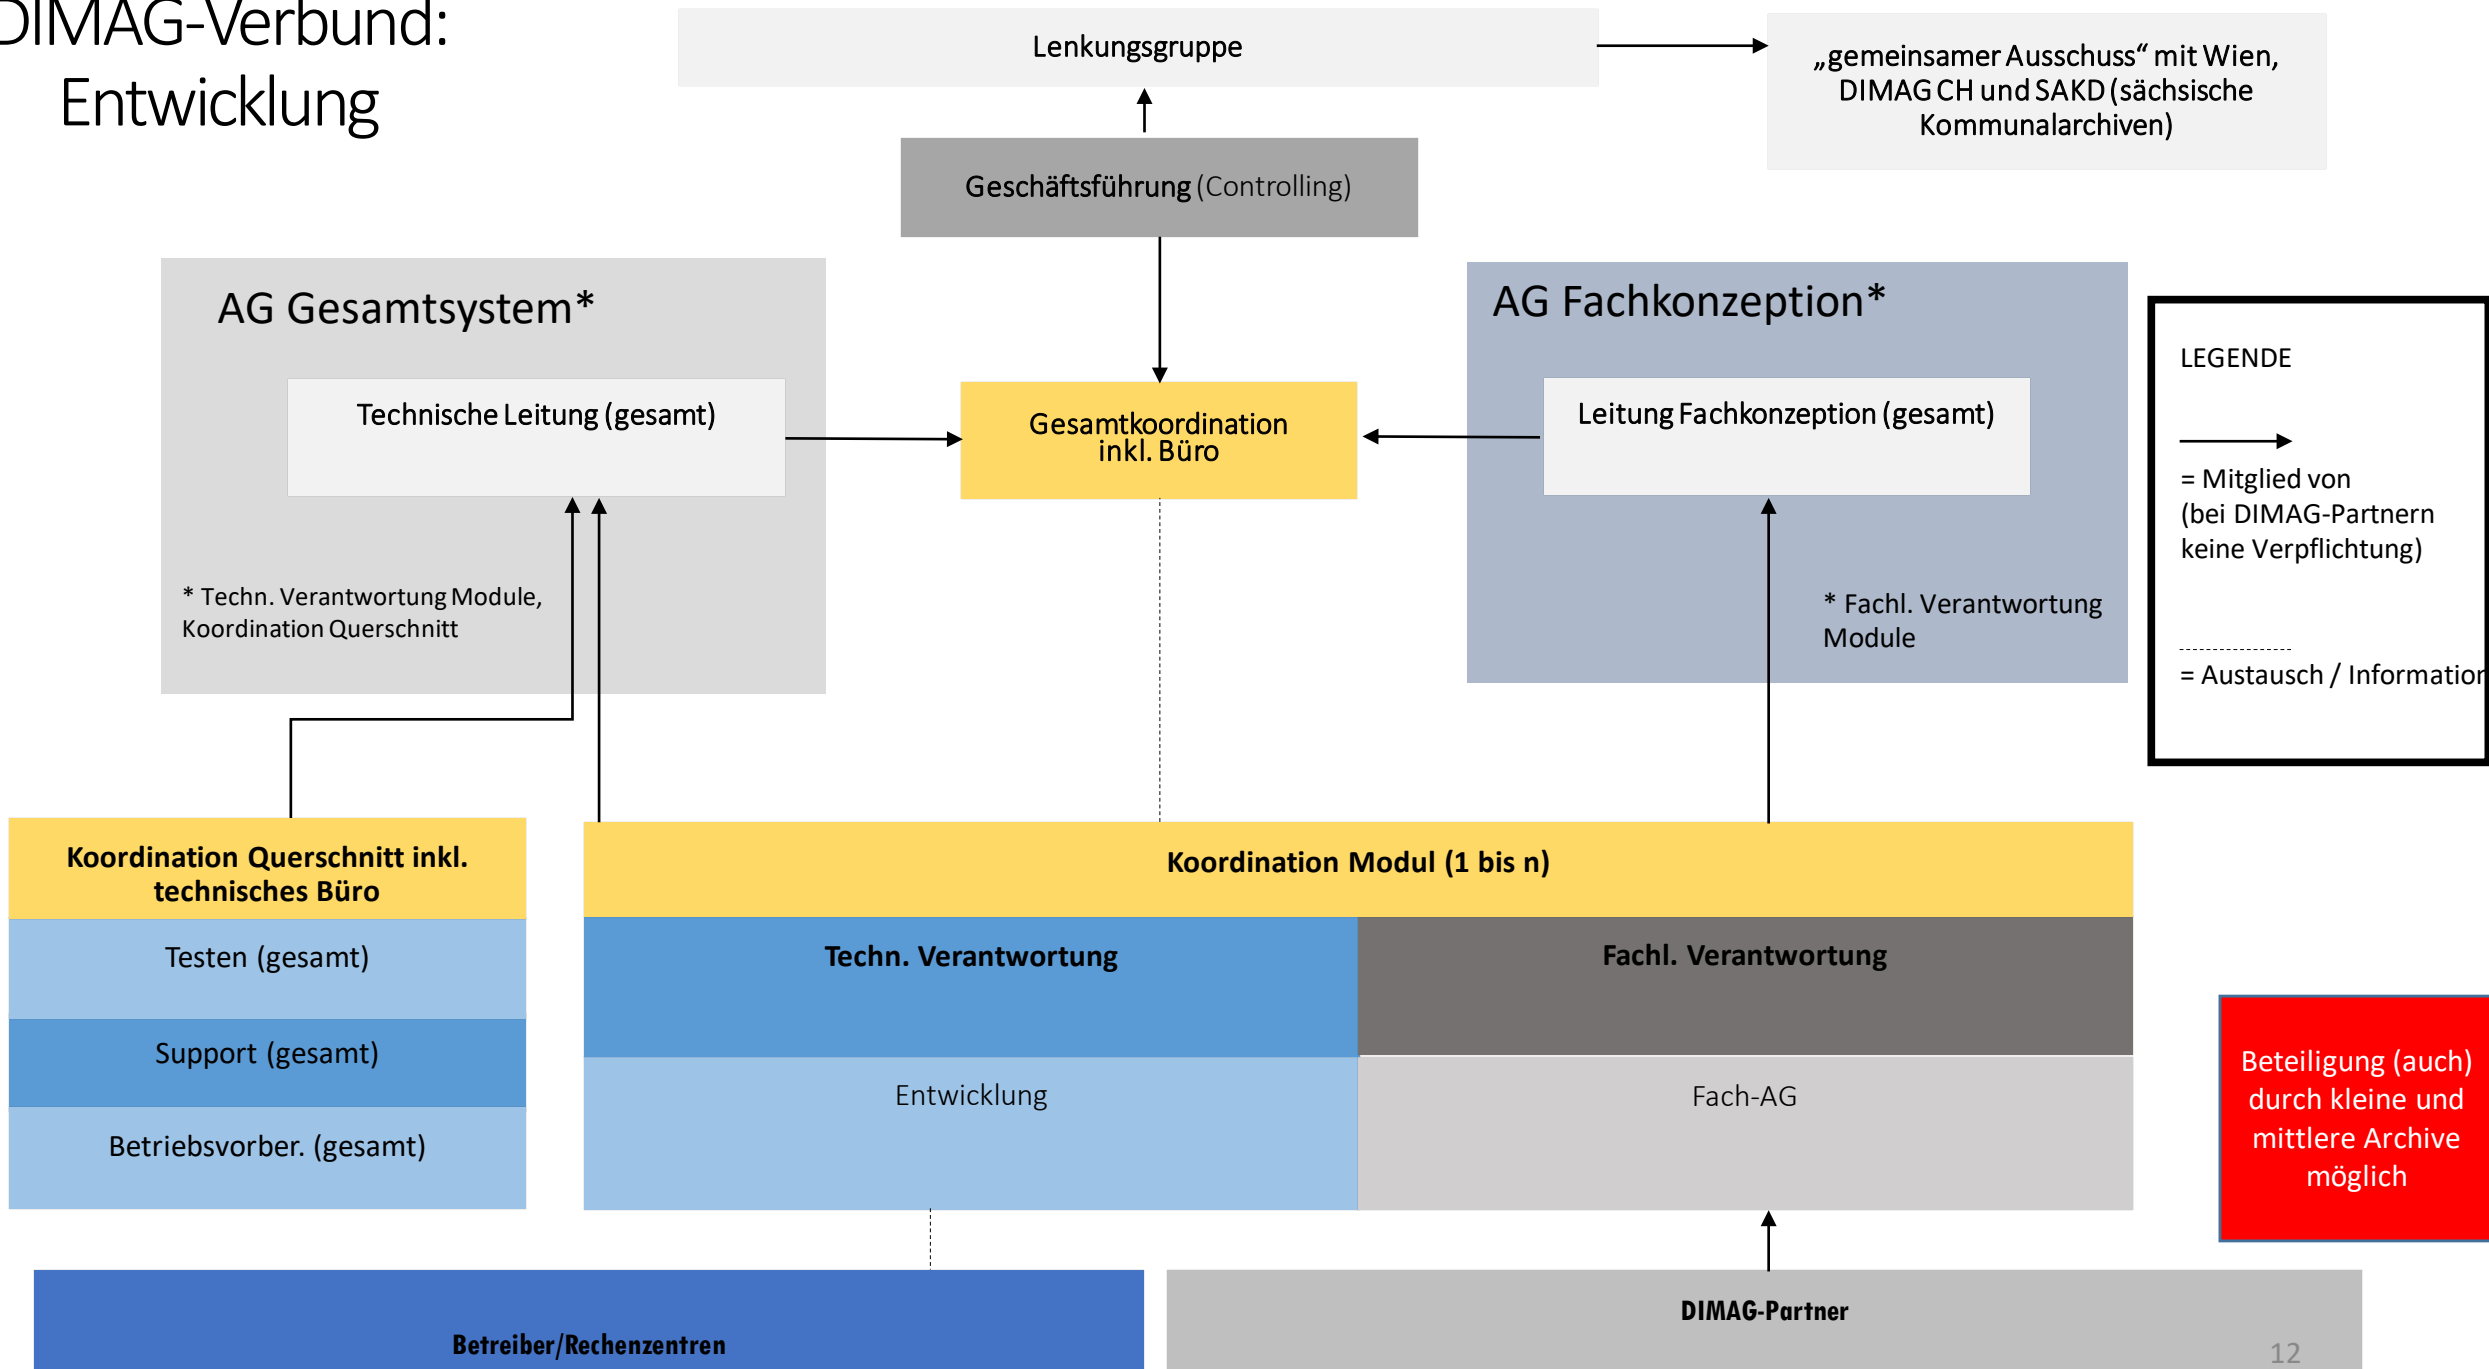 DIMAG-Verbund:
Entwicklung
Lenkungsgruppe
„gemeinsamer Ausschuss“ mit Wien,
DIMAG CH und SAKD (sächsische
Kommunalarchiven)
Geschäftsführung (Controlling)
AG Gesamtsystem*
Technische Leitung (gesamt)
* Techn. Verantwortung Module,
Koordination Querschnitt
Gesamtkoordination
inkl. Büro
AG Fachkonzeption*
Leitung Fachkonzeption (gesamt)
* Fachl. Verantwortung
Module
LEGENDE
= Mitglied von
(bei DIMAG-Partnern
keine Verpflichtung)
= Austausch / Information
Koordination Querschnitt inkl.
technisches Büro
Testen (gesamt)
Support (gesamt)
Betriebsvorber. (gesamt)
Koordination Modul (1 bis n)
Techn. Verantwortung
Fachl. Verantwortung
Entwicklung
Fach-AG
Beteiligung (auch)
durch kleine und
mittlere Archive
möglich
Betreiber/Rechenzentren
DIMAG-Partner
12